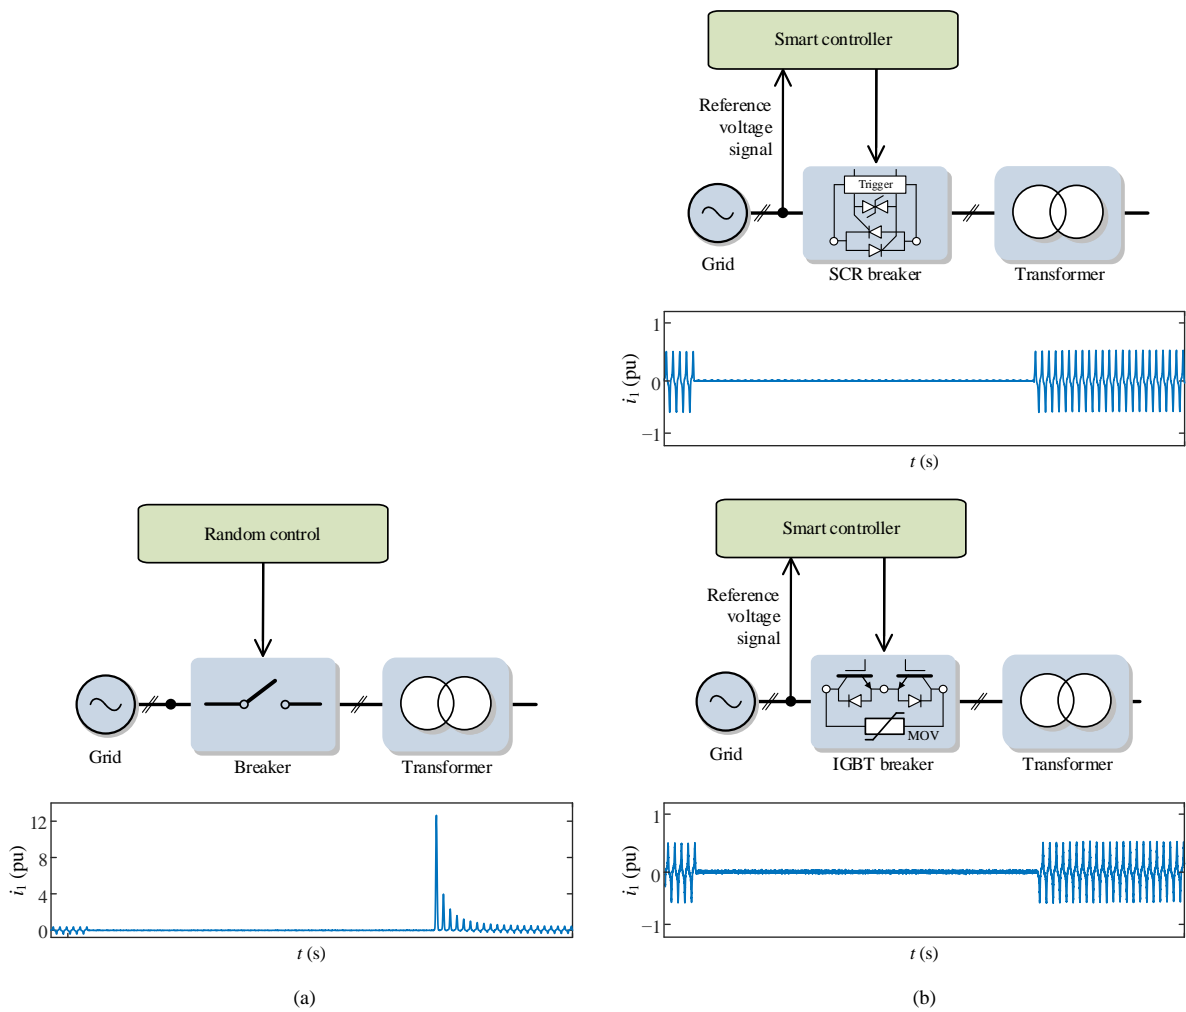 Smart controller
Reference
voltage
signal
Trigger
Grid
SCR breaker
Transformer
1
0
−1
i1 (pu)
t (s)
Random control
Grid
Breaker
Transformer
12
8
4
0
i1 (pu)
t (s)
(a)
Smart controller
Reference
voltage
signal
MOV
Grid
IGBT breaker
Transformer
1
0
−1
i1 (pu)
t (s)
(b)